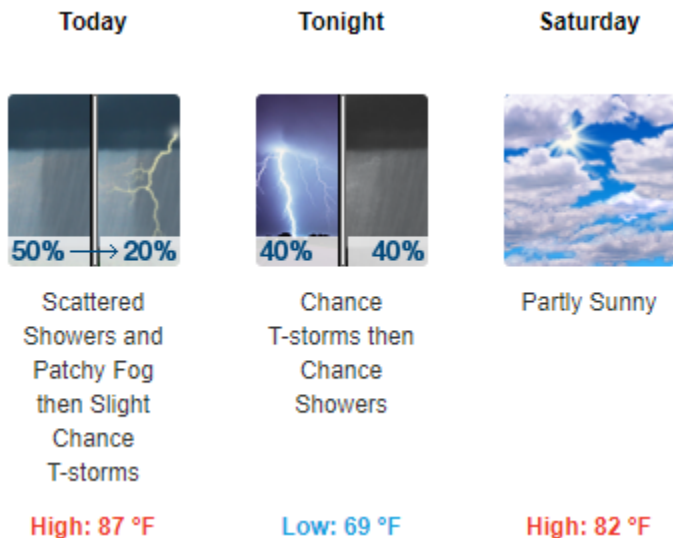 Today
50% → 20%
Scattered
Showers and
Patchy Fog
then Slight
Chance
T-storms
High: 87 °F
Tonight
40% 40%
Chance
T-storms then
Chance
Showers
Low: 69 °F
Saturday
Partly Sunny
High: 82 °F